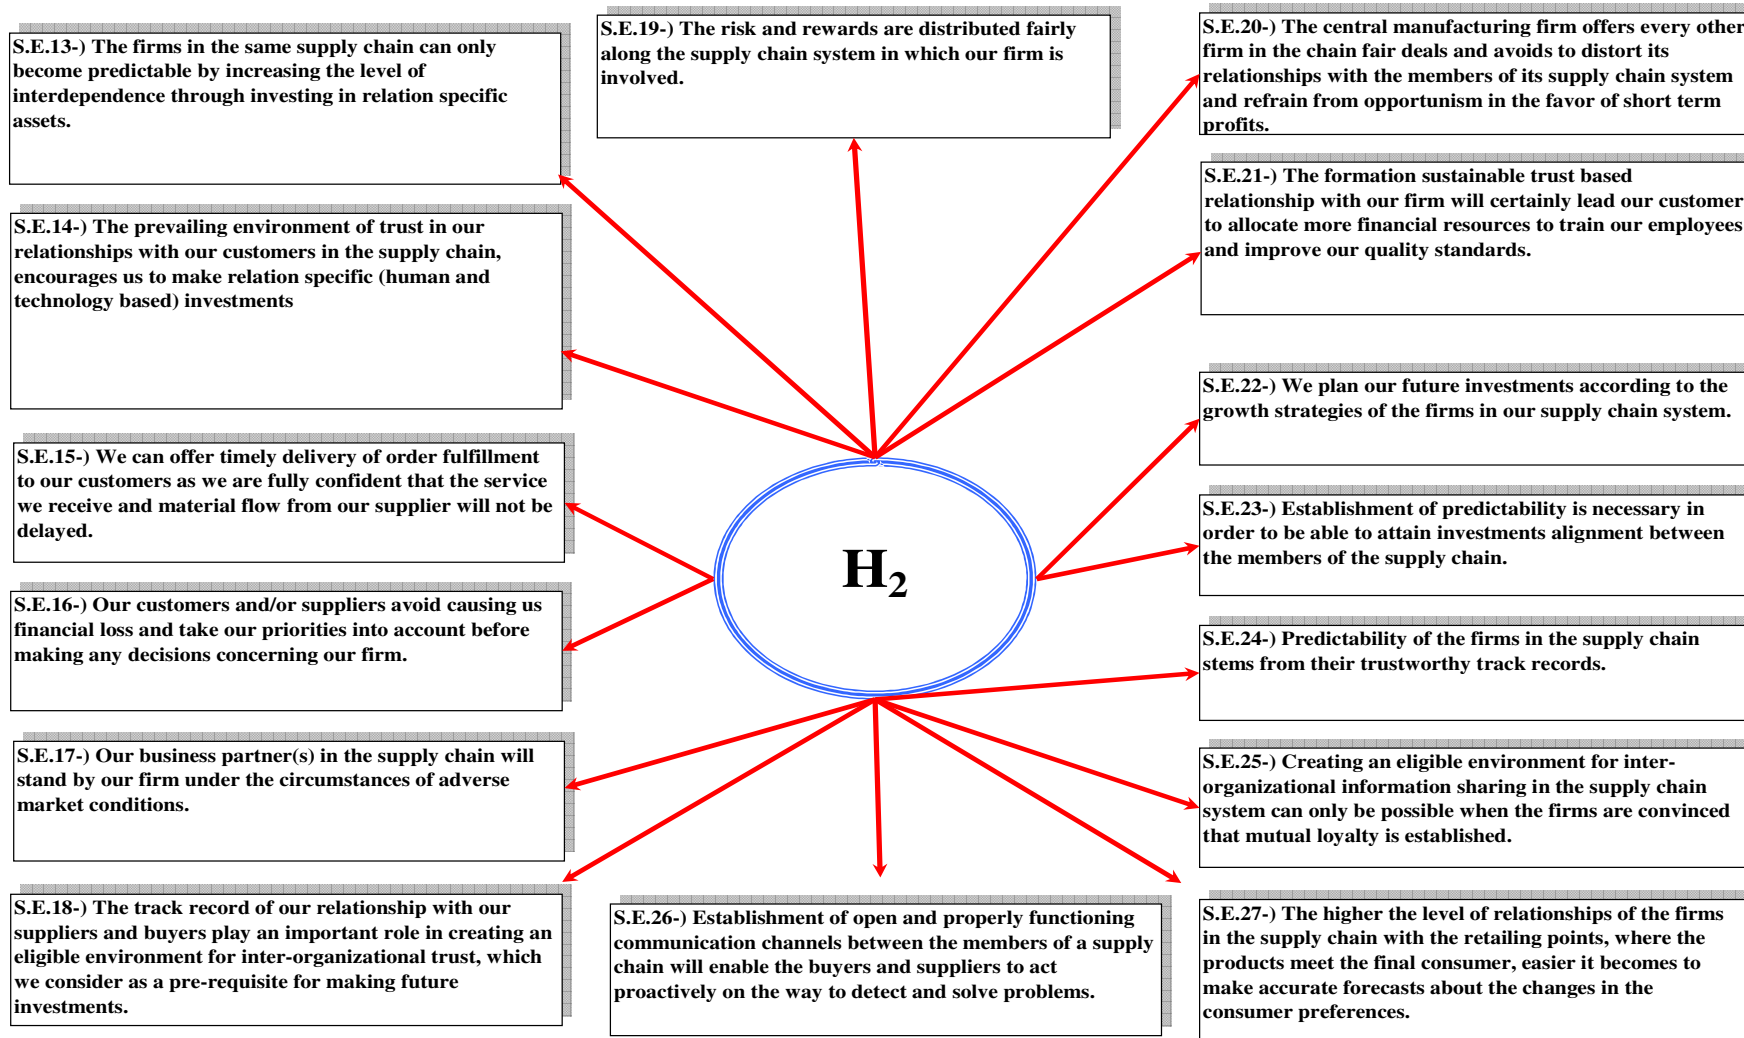 S.E.13-) The firms in the same supply chain can only
become predictable by increasing the level of
interdependence through investing in relation specific
assets.
S.E.14-) The prevailing environment of trust in our
relationships with our customers in the supply chain,
encourages us to make relation specific (human and
technology based) investments
S.E.15-) We can offer timely delivery of order fulfillment
to our customers as we are fully confident that the service
we receive and material flow from our supplier will not be
delayed.
S.E.16-) Our customers and/or suppliers avoid causing us
financial loss and take our priorities into account before
making any decisions concerning our firm.
S.E.17-) Our business partner(s) in the supply chain will
stand by our firm under the circumstances of adverse
market conditions.
S.E.18-) The track record of our relationship with our
suppliers and buyers play an important role in creating an
eligible environment for inter-organizational trust, which
we consider as a pre-requisite for making future
investments.
S.E.19-) The risk and rewards are distributed fairly
along the supply chain system in which our firm is
involved.
H2
S.E.26-) Establishment of open and properly functioning
communication channels between the members of a supply
chain will enable the buyers and suppliers to act
proactively on the way to detect and solve problems.
S.E.20-) The central manufacturing firm offers every other
firm in the chain fair deals and avoids to distort its
relationships with the members of its supply chain system
and refrain from opportunism in the favor of short term
profits.
S.E.21-) The formation sustainable trust based
relationship with our firm will certainly lead our customer
to allocate more financial resources to train our employees
and improve our quality standards.
S.E.22-) We plan our future investments according to the
growth strategies of the firms in our supply chain system.
S.E.23-) Establishment of predictability is necessary in
order to be able to attain investments alignment between
the members of the supply chain.
S.E.24-) Predictability of the firms in the supply chain
stems from their trustworthy track records.
S.E.25-) Creating an eligible environment for inter-
organizational information sharing in the supply chain
system can only be possible when the firms are convinced
that mutual loyalty is established.
S.E.27-) The higher the level of relationships of the firms
in the supply chain with the retailing points, where the
products meet the final consumer, easier it becomes to
make accurate forecasts about the changes in the
consumer preferences.